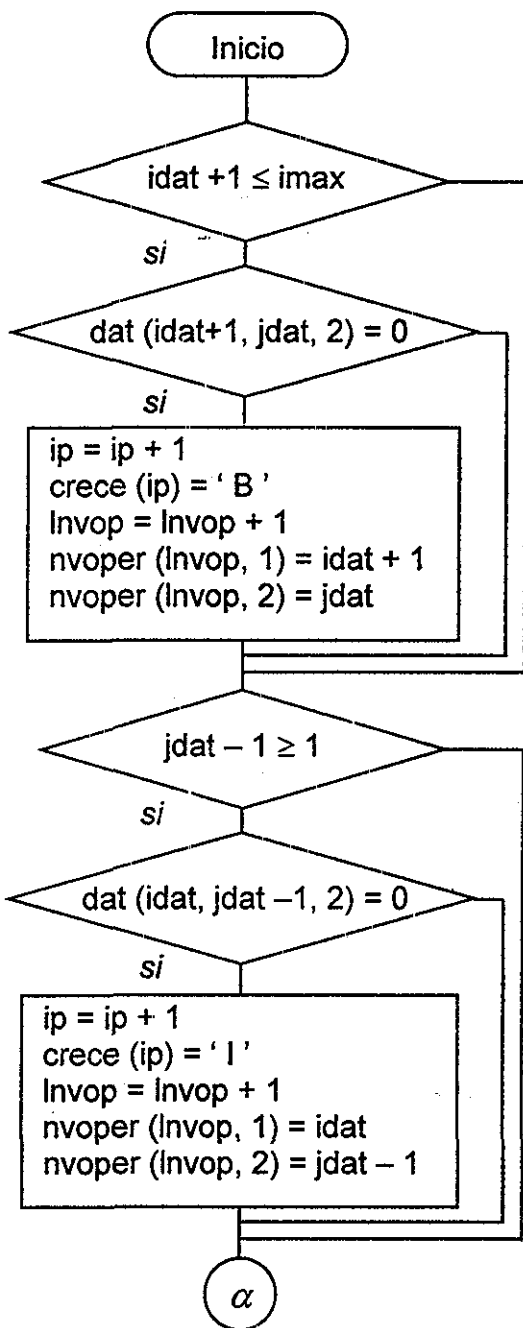 Inicio
idat +1 ≤ imax
si
dat (idat+1, jdat, 2) = 0
si
ip = ip + 1
crece (ip) = ‘ B ’
lnvop = lnvop + 1
nvoper (lnvop, 1) = idat + 1
nvoper (lnvop, 2) = jdat
jdat – 1 ≥ 1
si
dat (idat, jdat –1, 2) = 0
si
ip = ip + 1
crece (ip) = ‘ I ’
lnvop = lnvop + 1
nvoper (lnvop, 1) = idat
nvoper (lnvop, 2) = jdat – 1
α